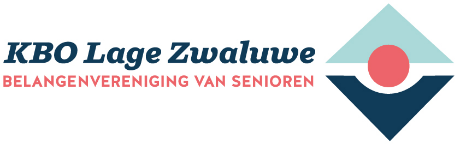 KBO Lage Zwaluwe
BELANGENVERENIGING VAN SENIOREN